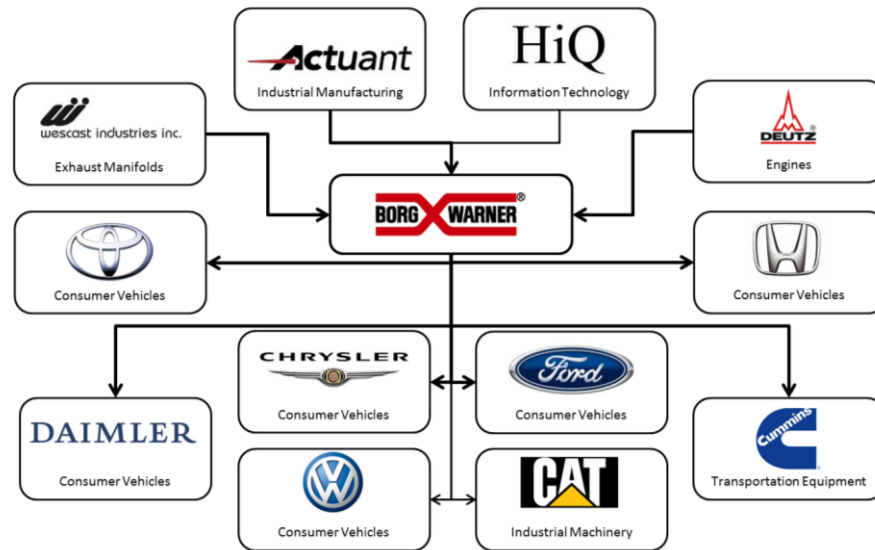 Actuant
Industrial Manufacturing
HiQ
Information Technology
wescast industries inc.
Exhaust Manifolds
DEUTZ®
Engines
BORG WARNER®
Consumer Vehicles
Consumer Vehicles
CHRYSLER
Consumer Vehicles
Ford
Consumer Vehicles
DAIMLER
Consumer Vehicles
Cummins
Transportation Equipment
VW
Consumer Vehicles
CAT
Industrial Machinery